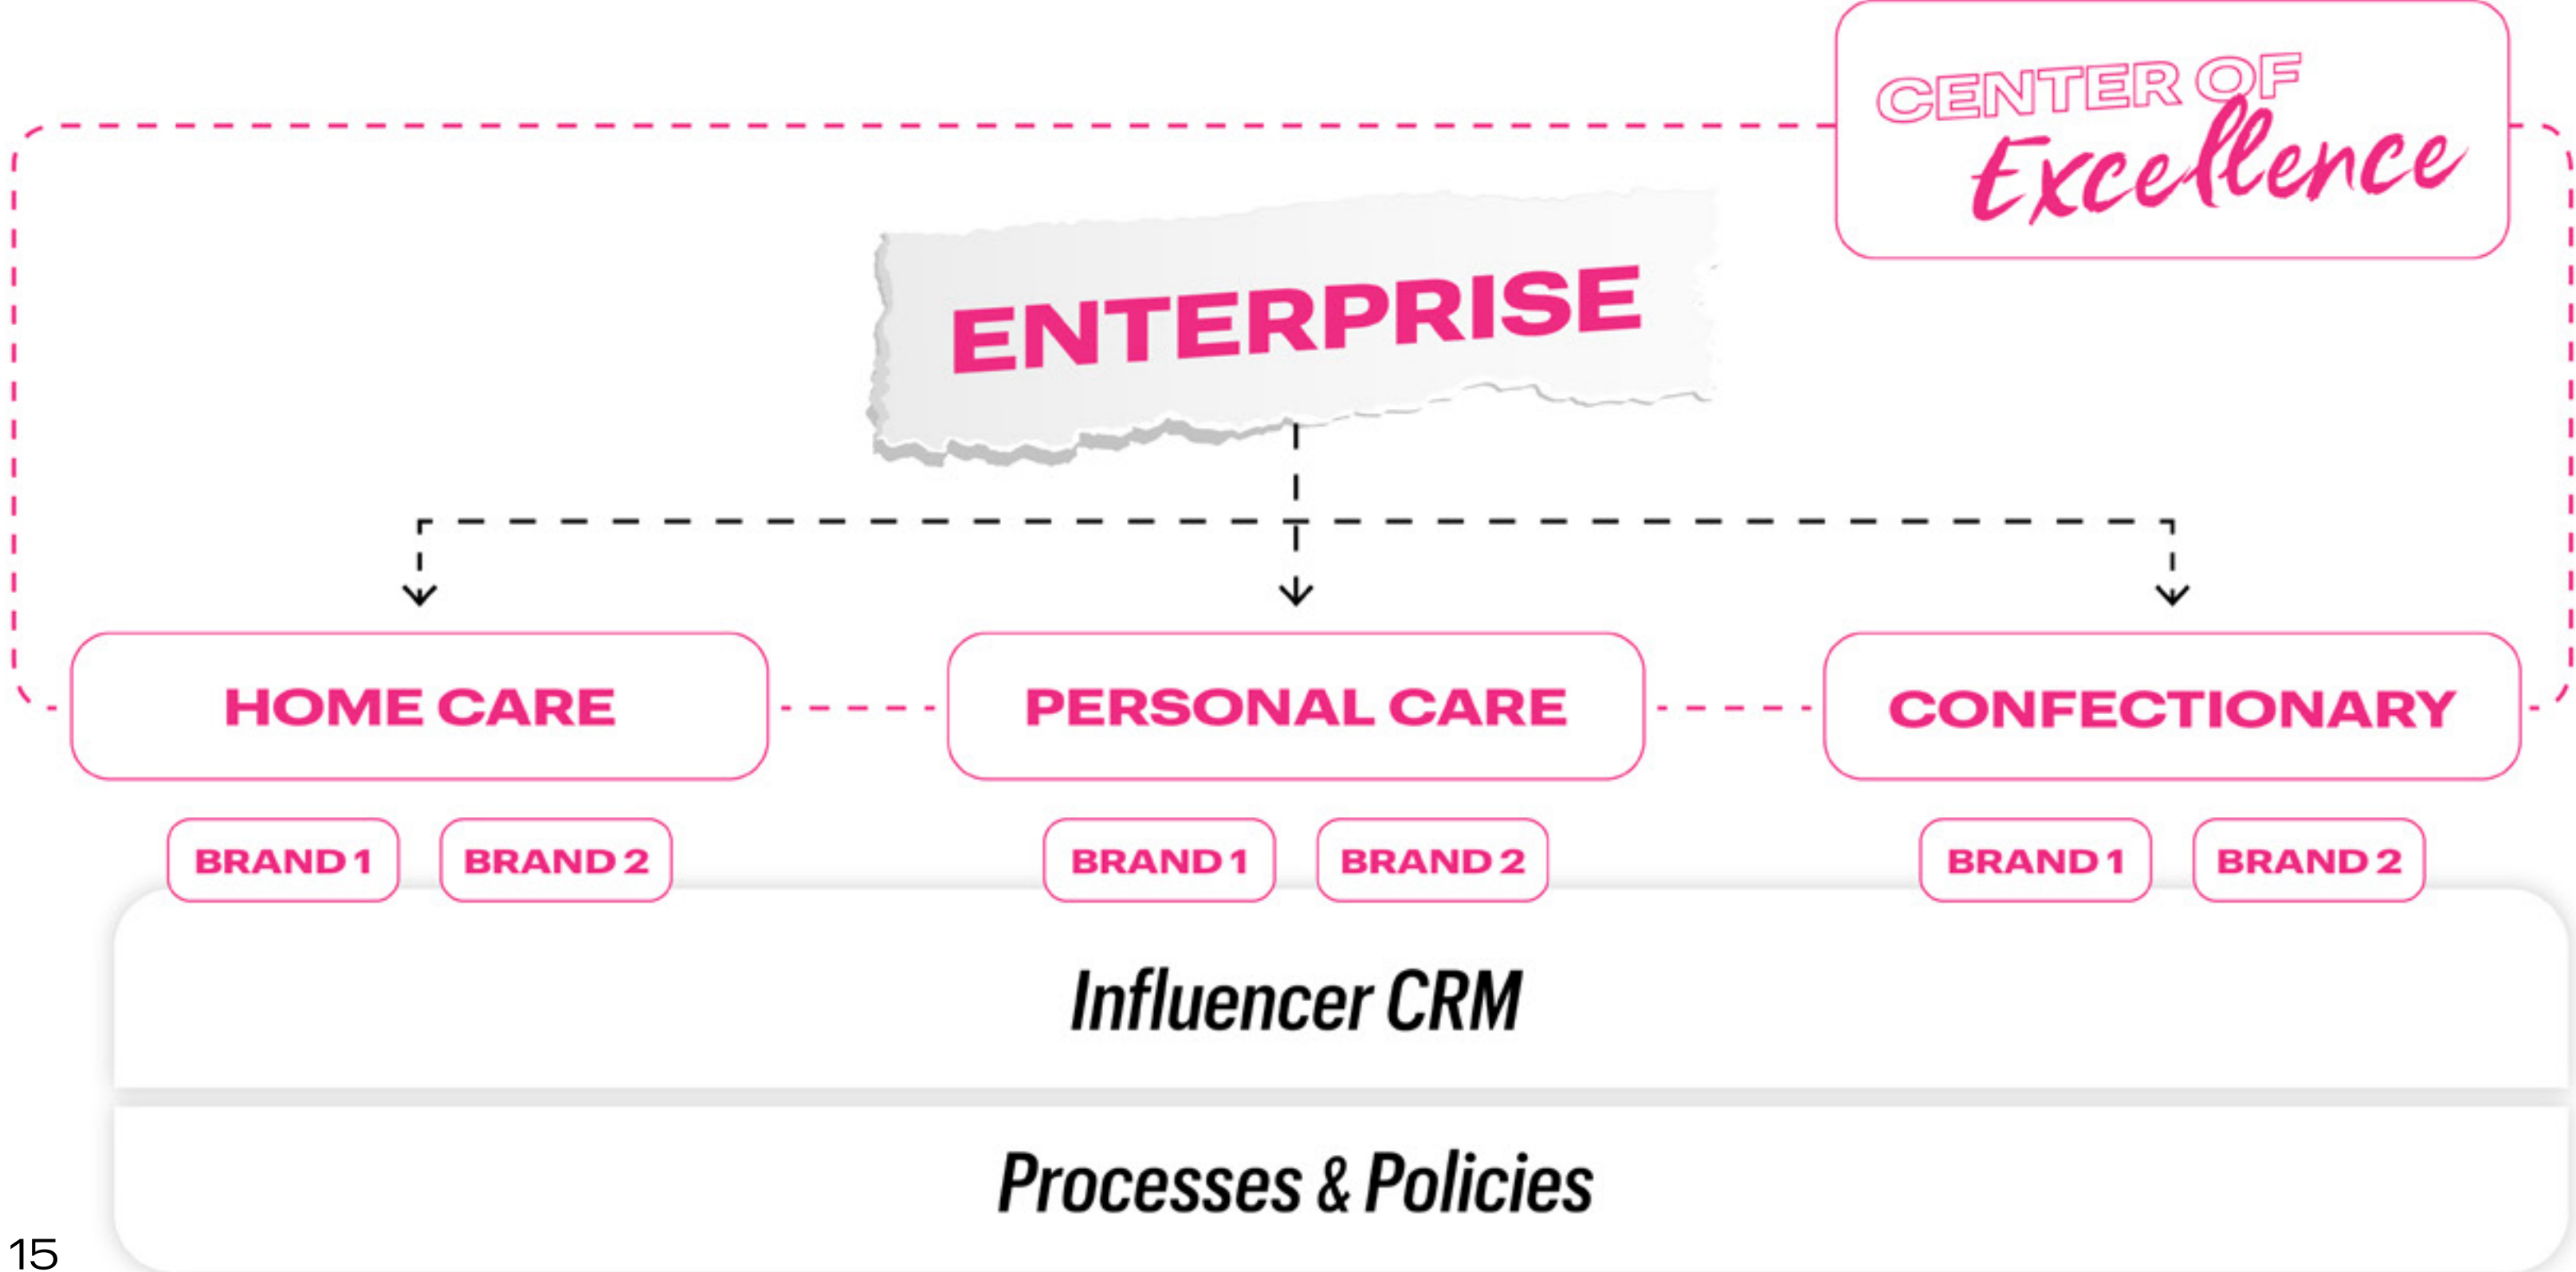 CENTER OF
Excellence
ENTERPRISE
HOME CARE
PERSONAL CARE
CONFECTIONARY
BRAND 1
BRAND 2
BRAND 1
BRAND 2
BRAND 1
BRAND 2
Influencer CRM
Processes & Policies
15